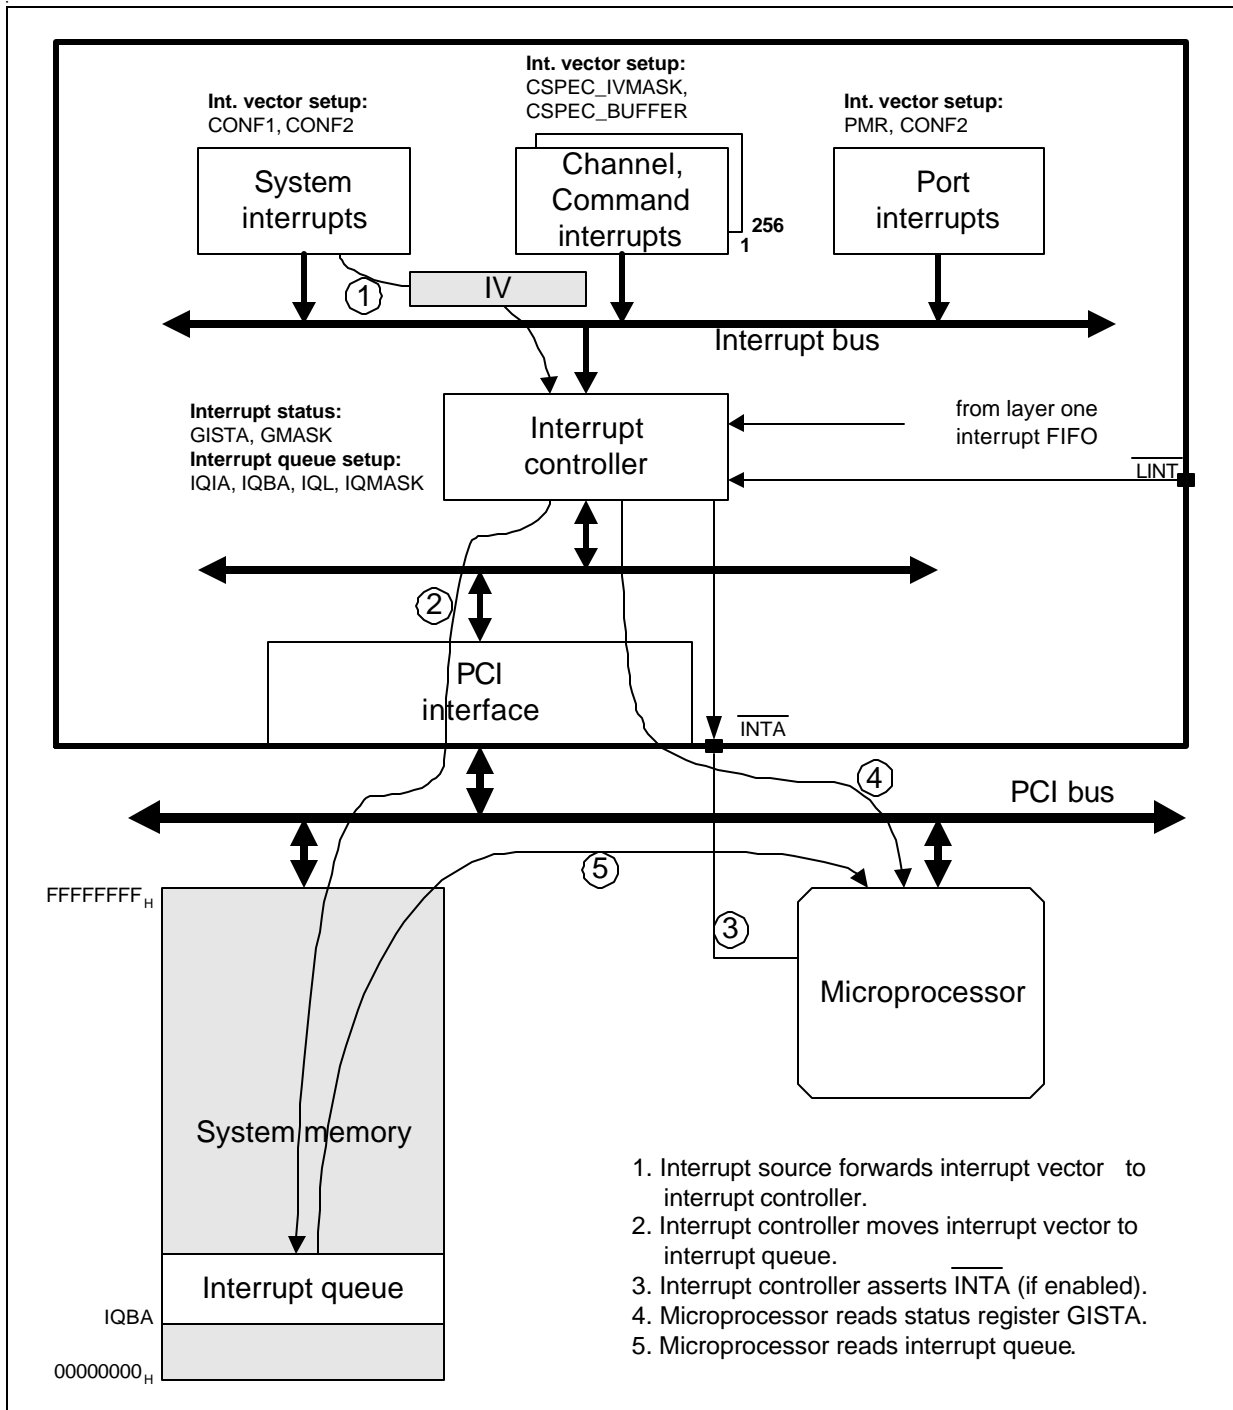 Int. vector setup:
CSPEC_IVMASK,
CSPEC_BUFFER
Int. vector setup:
CONF1, CONF2
Int. vector setup:
PMR, CONF2
System
interrupts
Channel,
Command
interrupts
256
1
Port
interrupts
1
IV
Interrupt bus
Interrupt status:
GISTA, GMASK
Interrupt queue setup:
IQIA, IQBA, IQL, IQMASK
Interrupt
controller
from layer one
interrupt FIFO
LINT
2
PCI
interface
INTA
4
PCI bus
5
FFFFFFFF H
3
Microprocessor
System memory
Interrupt queue
IQBA
00000000 H
1. Interrupt source forwards interrupt vector to
interrupt controller.
2. Interrupt controller moves interrupt vector to
interrupt queue.
3. Interrupt controller asserts INTA (if enabled).
4. Microprocessor reads status register GISTA.
5. Microprocessor reads interrupt queue.